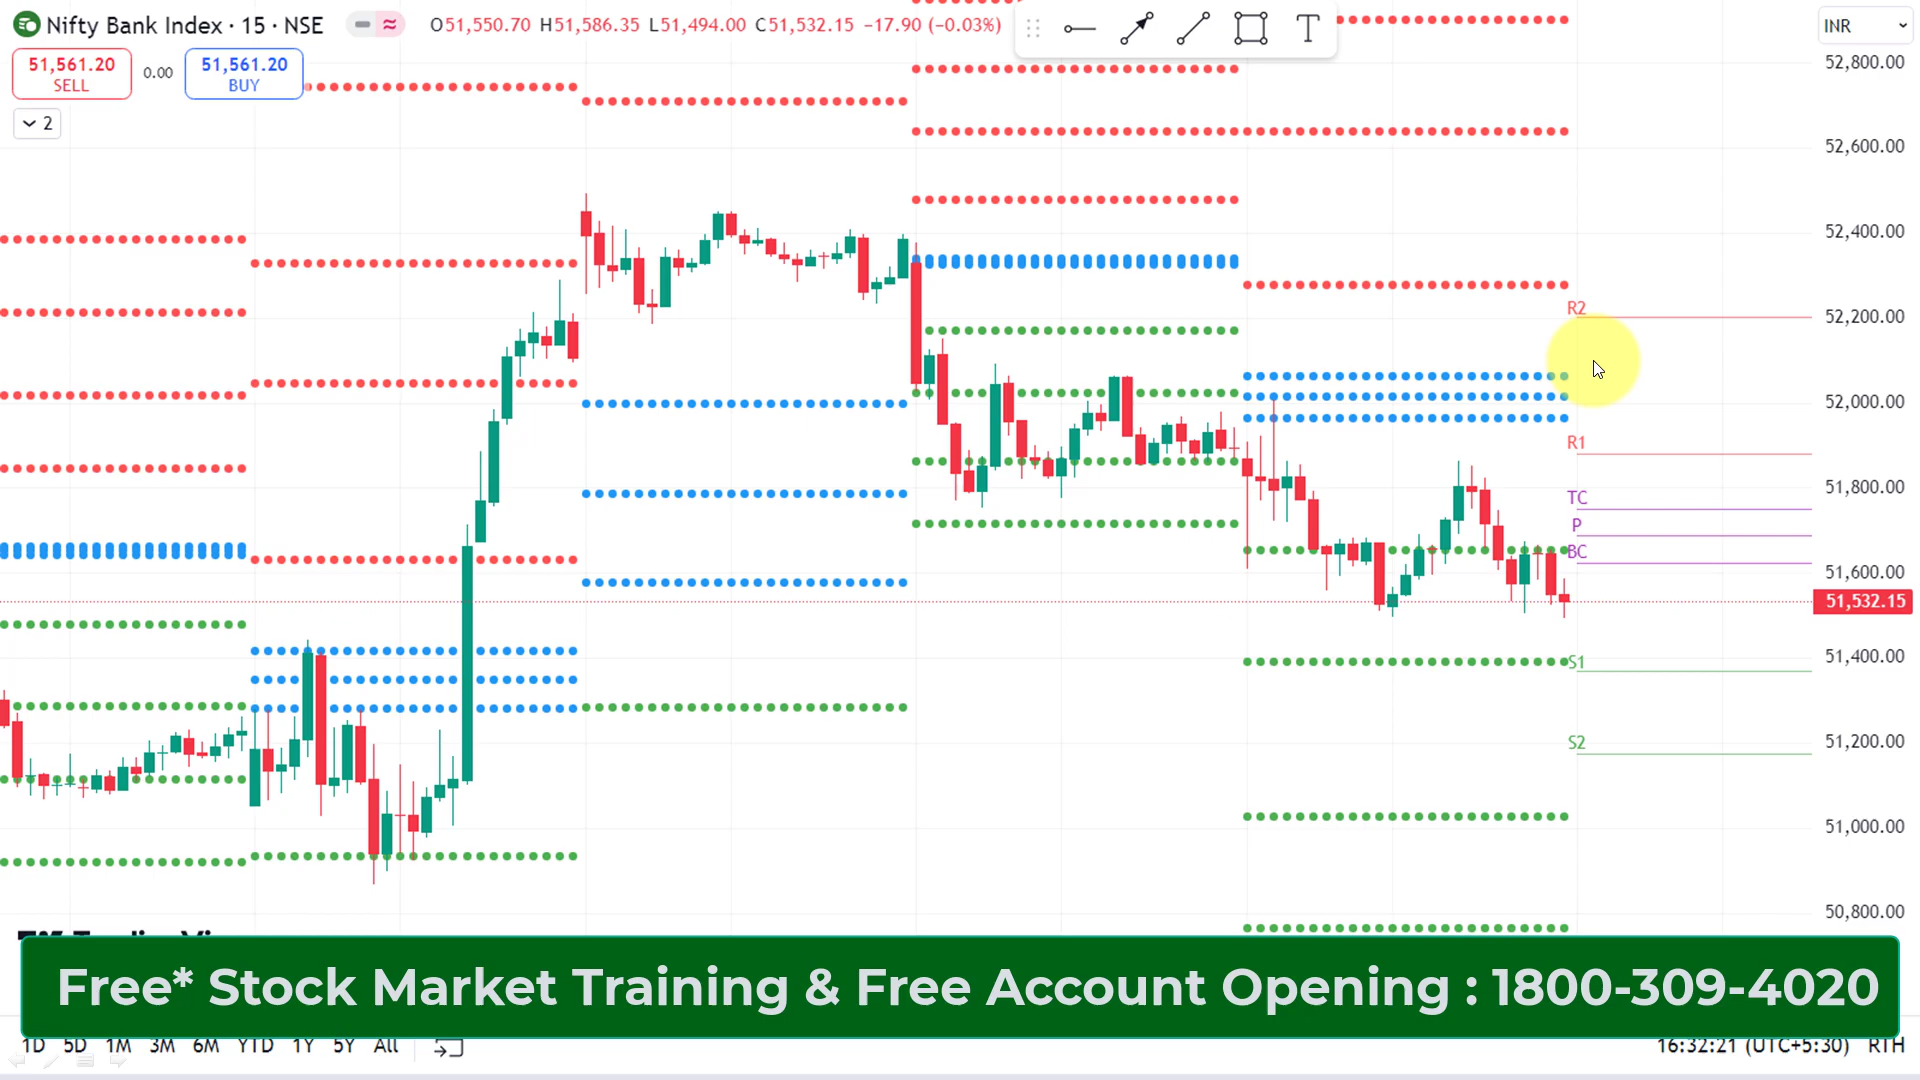 Nifty Bank Index · 15 · NSE
O51,550.70 H51,586.35 L51,494.00 C51,532.15 −17.90 (−0.03%)
T
INR
51,561.20
SELL
0.00
51,561.20
BUY
2
52,800.00
52,600.00
52,400.00
R2
52,200.00
52,000.00
R1
51,800.00
TC
P
BC
51,600.00
51,532.15
S1
51,400.00
S2
51,200.00
51,000.00
50,800.00
Free* Stock Market Training & Free Account Opening : 1800-309-4020
1D 5D 1M 3M 6M YTD 1Y 5Y All
16:32:21 (UTC+5:30) RTH